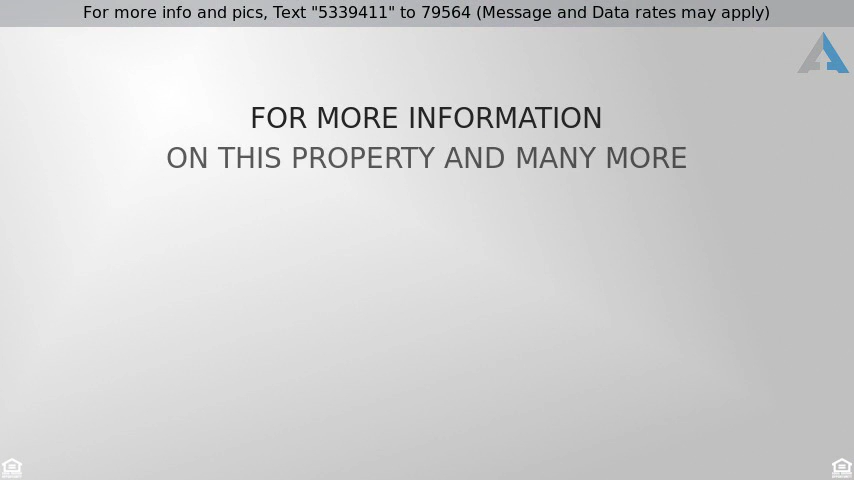 For more info and pics, Text "5339411" to 79564 (Message and Data rates may apply)
FOR MORE INFORMATION
ON THIS PROPERTY AND MANY MORE